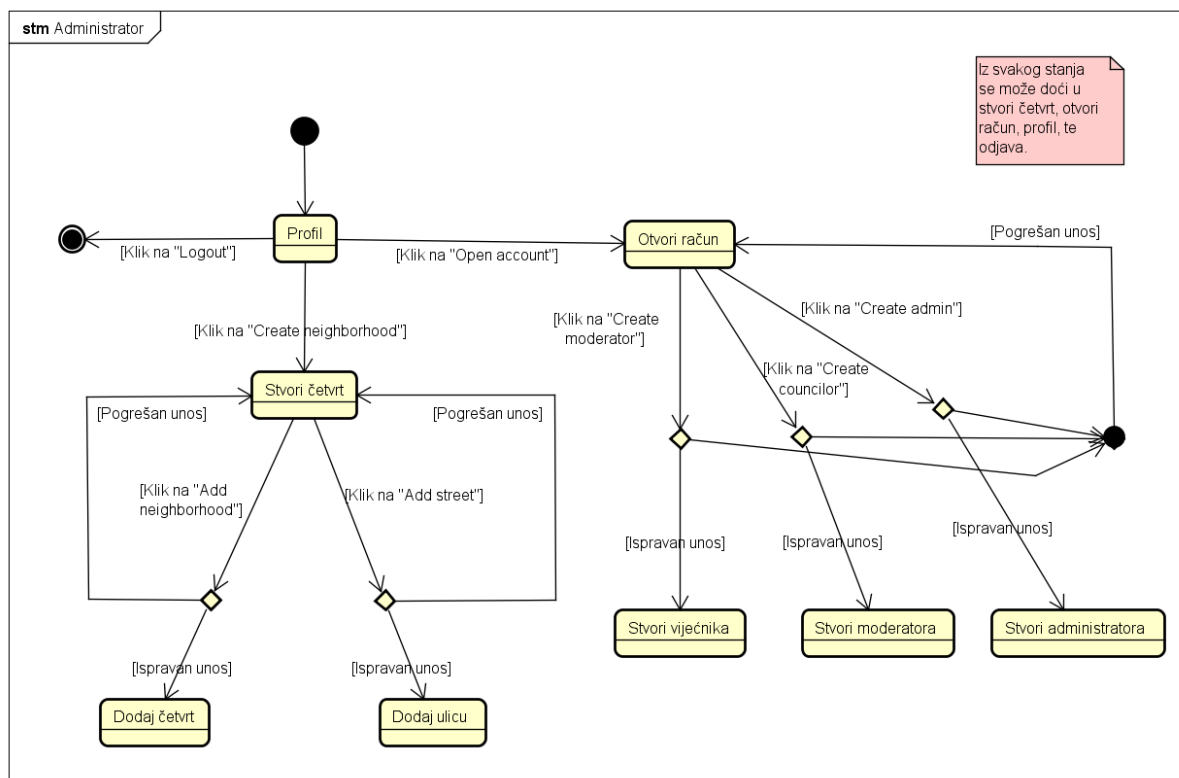 stm Administrator
Iz svakog stanja
se može doći u
stvori četvrt, otvori
račun, profil, te
odjava.
Profil
Otvori račun
[Klik na "Logout"]
[Klik na "Open account"]
[Pogrešan unos]
[Klik na "Create neighborhood"]
[Klik na "Create
moderator"]
[Klik na "Create admin"]
[Klik na "Create
councilor"]
Stvori četvrt
[Pogrešan unos]
[Pogrešan unos]
[Klik na "Add
neighborhood"]
[Klik na "Add street"]
[Ispravan unos]
[Ispravan unos]
[Ispravan unos]
Stvori vijećnika
Stvori moderatora
Stvori administratora
[Ispravan unos]
[Ispravan unos]
Dodaj četvrt
Dodaj ulicu